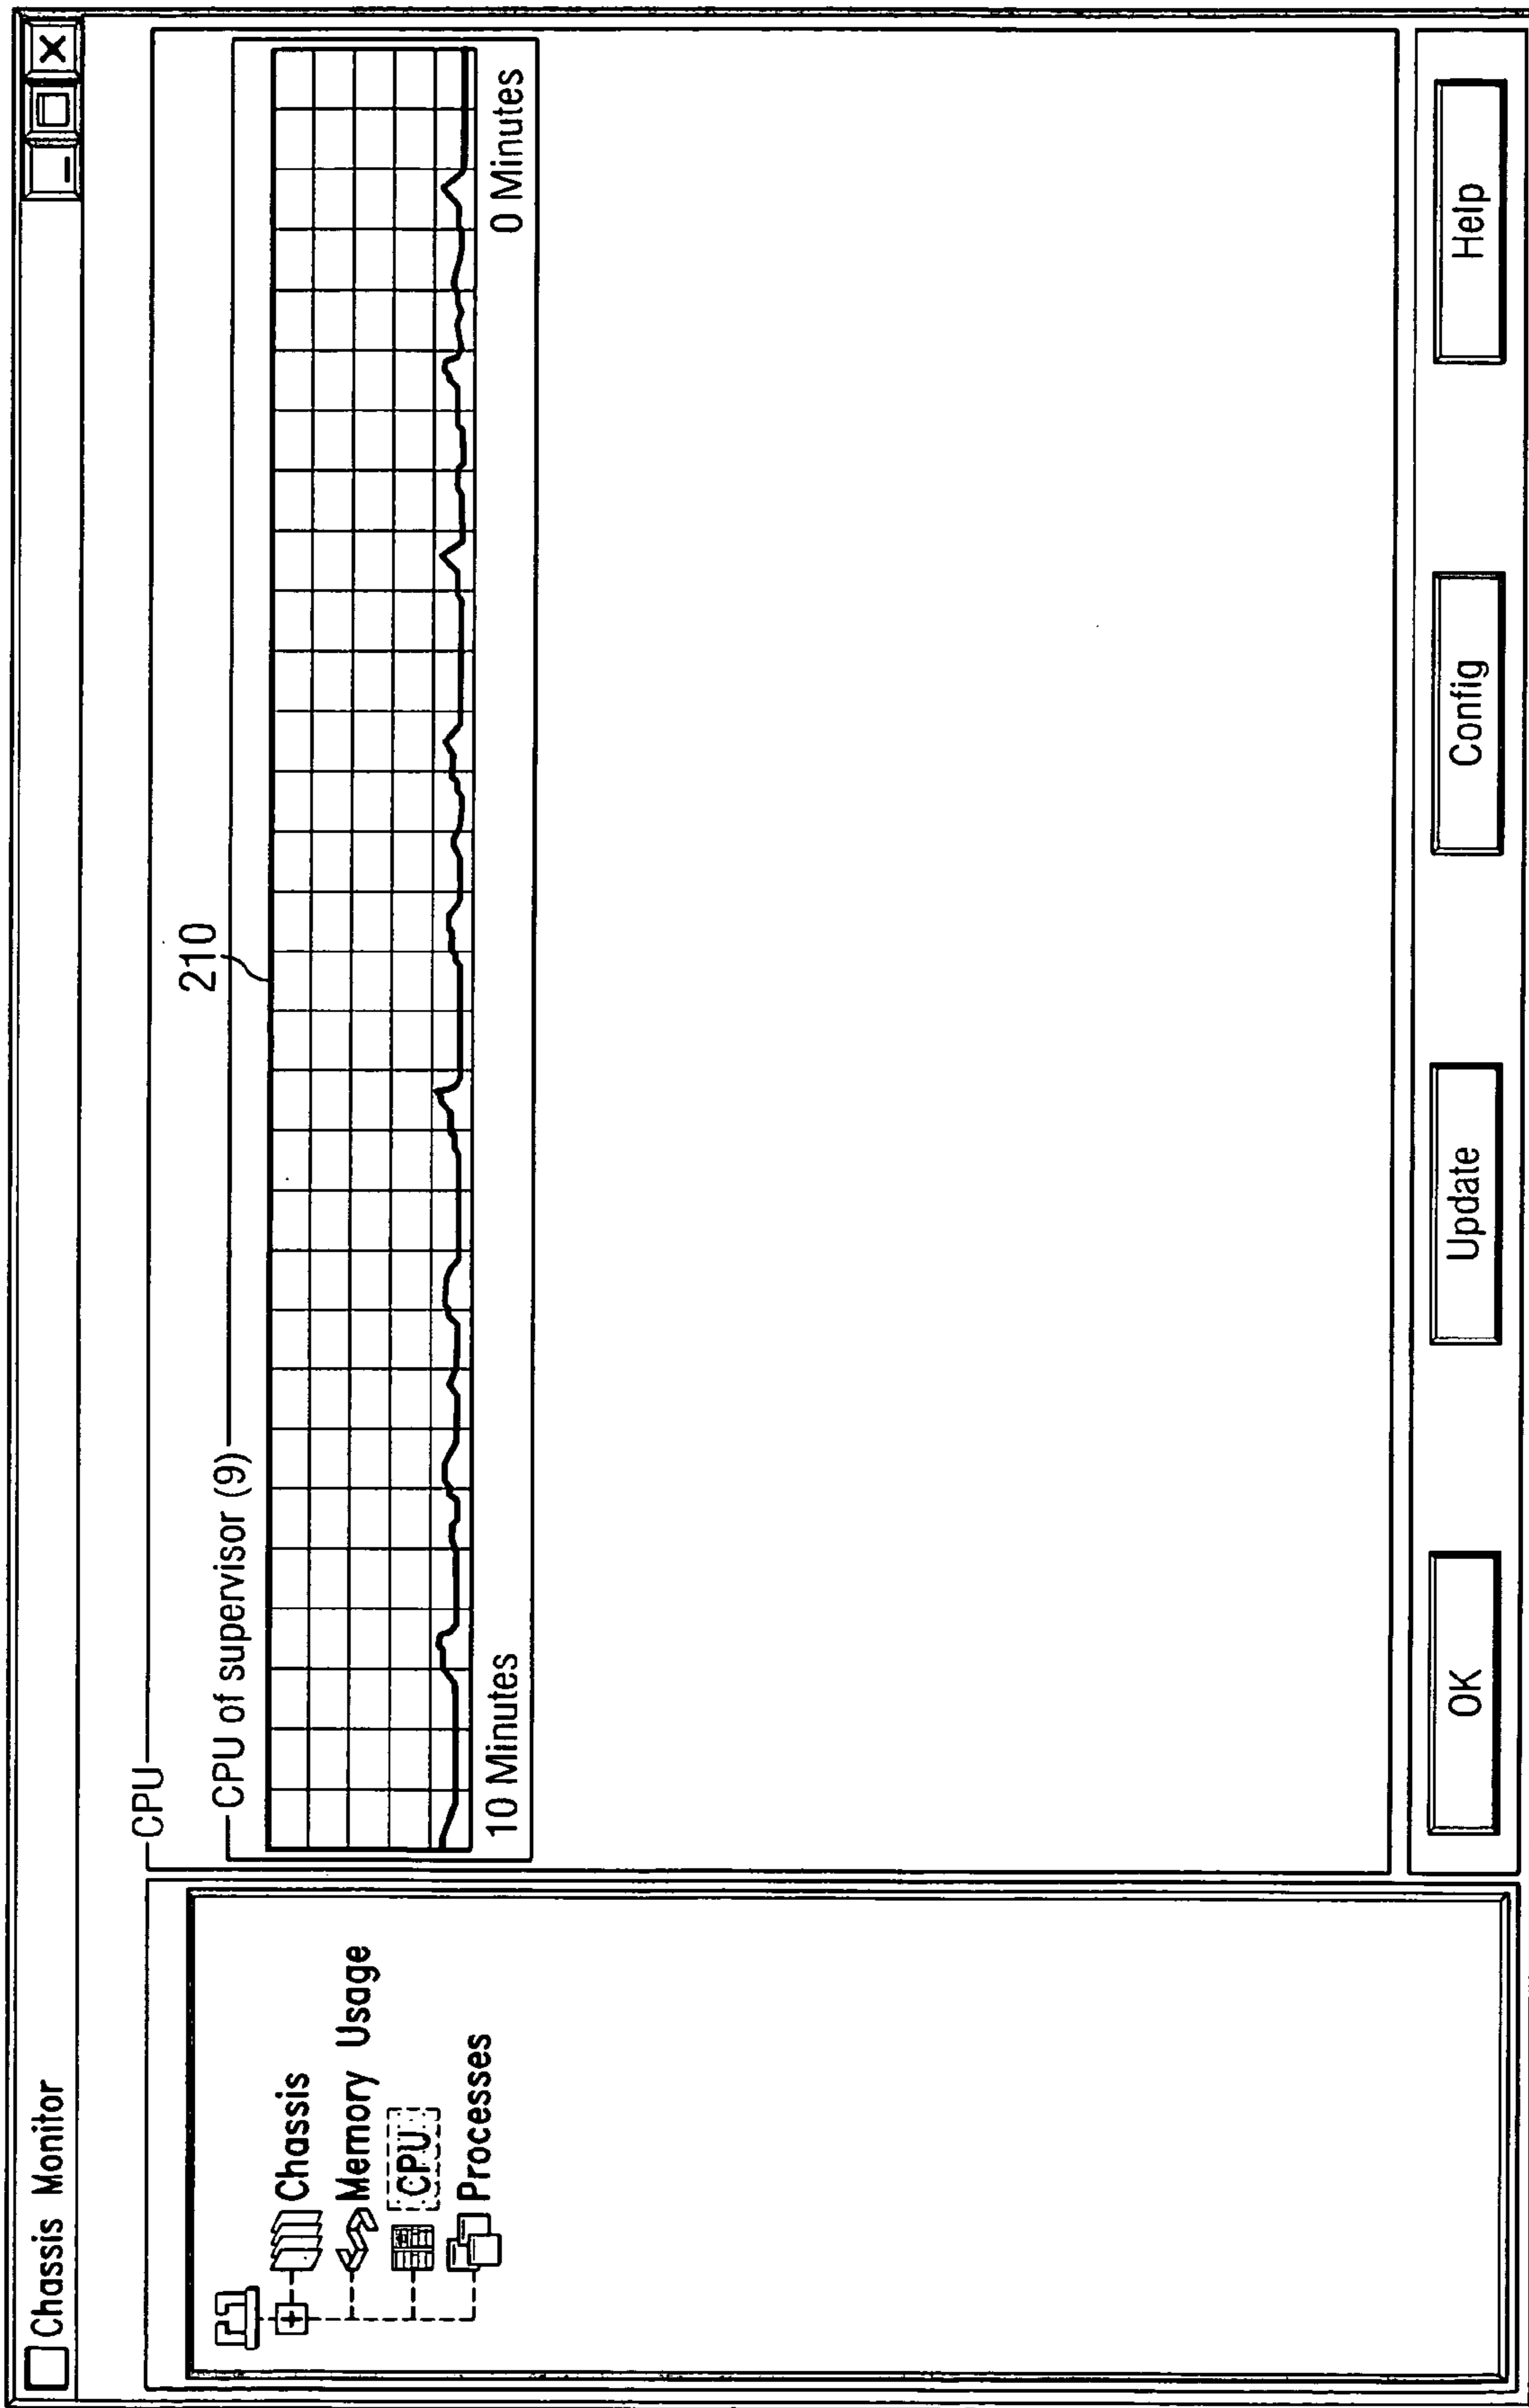 Chassis Monitor
Chassis
Memory Usage
CPU
Processes
CPU
210
CPU of supervisor (9)
10 Minutes
0 Minutes
OK
Update
Config
Help